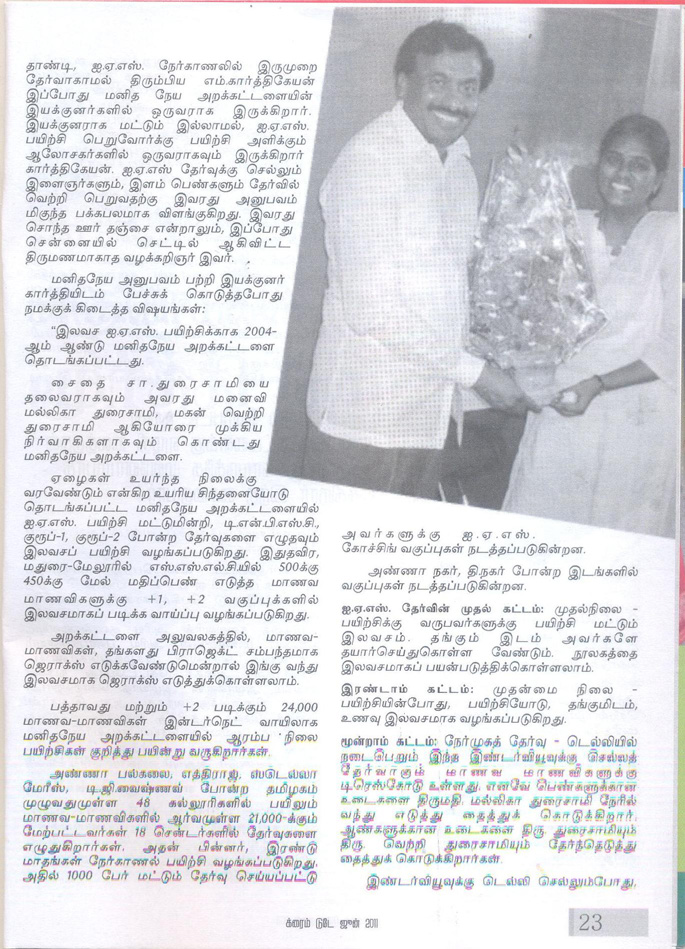 தாண்டி, ஐ.ஏ.எஸ். நேர்காணலில் இருமுறை
தேர்வாகாமல் திரும்பிய எம்.கார்த்திகேயன்
இப்போது மனித நேய அறக்கட்டளையின்
இயக்குனர்களில் ஒருவராக இருக்கிறார்.
இயக்குனராக மட்டும் இல்லாமல், ஐ.ஏ.எஸ்.
பயிற்சி பெறுவோர்க்கு பயிற்சி அளிக்கும்
ஆலோசகர்களில் ஒருவராகவும் இருக்கிறார்
கார்த்திகேயன். ஐ.ஏ.எஸ் தேர்வுக்கு செல்லும்
இளைஞர்களும், இளம் பெண்களும் தேர்வில்
வெற்றி பெறுவதற்கு இவரது அனுபவம்
மிகுந்த பக்கபலமாக விளங்குகிறது. இவரது
சொந்த ஊர் தஞ்சை என்றாலும், இப்போது
சென்னையில் செட்டில் ஆகிவிட்ட
திருமணமாகாத வழக்கறிஞர் இவர்.
மனிதநேய அனுபவம் பற்றி இயக்குனர்
கார்த்தியிடம் பேச்சுக் கொடுத்தபோது
நமக்குக் கிடைத்த விஷயங்கள்:
"இலவச ஐ.ஏ.எஸ். பயிற்சிக்காக 2004-
ஆம் ஆண்டு மனிதநேய அறக்கட்டளை
தொடங்கப்பட்டது.
சைதை சா.துரைசாமியை
தலைவராகவும் அவரது மனைவி
மல்லிகா துரைசாமி, மகன் வெற்றி
துரைசாமி ஆகியோரை முக்கிய
நிர்வாகிகளாகவும் கொண்டது
மனிதநேய அறக்கட்டளை.
ஏழைகள் உயர்ந்த நிலைக்கு
வரவேண்டும் என்கிற உயரிய சிந்தனையோடு
தொடங்கப்பட்ட மனிதநேய அறக்கட்டளையில்
ஐ.ஏ.எஸ். பயிற்சி மட்டுமின்றி, டி.என்.பி.எஸ்.சி.,
குரூப்-1, குரூப்-2 போன்ற தேர்வுகளை எழுதவும்
இலவசப் பயிற்சி வழங்கப்படுகிறது. இதுதவிர,
மதுரை-மேலூரில் எஸ்.எஸ்.எல்.சியில் 500க்கு
450க்கு மேல் மதிப்பெண் எடுத்த மாணவ
மாணவிகளுக்கு +1, +2 வகுப்புக்களில்
இலவசமாகப் படிக்க வாய்ப்பு வழங்கப்படுகிறது.
அறக்கட்டளை அலுவலகத்தில், மாணவ-
மாணவிகள், தங்களது பிராஜெக்ட் சம்பந்தமாக
ஜெராக்ஸ் எடுக்கவேண்டுமென்றால் இங்கு வந்து
இலவசமாக ஜெராக்ஸ் எடுத்துக்கொள்ளலாம்.
பத்தாவது மற்றும் +2 படிக்கும் 24,000
மாணவ-மாணவிகள் இன்டர்நெட் வாயிலாக
மனிதநேய அறக்கட்டளையில் ஆரம்ப நிலை
பயிற்சிகள் குறித்து பயின்று வருகிறார்கள்.
அண்ணா பல்கலை, எத்திராஜ், ஸ்டெல்லா
மேரீஸ், டி.ஜி.வைஷ்ணவ் போன்ற தமிழகம்
முழுவதுமுள்ள 48 கல்லூரிகளில் பயிலும்
மாணவ-மாணவிகளில் ஆர்வமுள்ள 21,000-க்கும்
மேற்பட்டவர்கள் 18 சென்டர்களில் தேர்வுகளை
எழுதுகிறார்கள். அதன் பின்னர், இரண்டு
மாதங்கள் நேர்காணல் பயிற்சி வழங்கப்படுகிறது.
அதில் 1000 பேர் மட்டும் தேர்வு செய்யப்பட்டு
அவர்களுக்கு ஐ.ஏ.எஸ்.
கோச்சிங் வகுப்புகள் நடத்தப்படுகின்றன.
அண்ணா நகர், தி.நகர் போன்ற இடங்களில்
வகுப்புகள் நடத்தப்படுகின்றன.
ஐ.ஏ.எஸ். தேர்வின் முதல் கட்டம்: முதல்நிலை -
பயிற்சிக்கு வருபவர்களுக்கு பயிற்சி மட்டும்
இலவசம். தங்கும் இடம் அவர்களே
தயார்செய்துகொள்ள வேண்டும். நூலகத்தை
இலவசமாகப் பயன்படுத்திக்கொள்ளலாம்.
இரண்டாம் கட்டம்: முதன்மை நிலை -
பயிற்சியின்போது, பயிற்சியோடு, தங்குமிடம்,
உணவு இலவசமாக வழங்கப்படுகிறது.
மூன்றாம் கட்டம்: நேர்முகத் தேர்வு - டெல்லியில்
நடைபெறும் இந்த இண்டர்வியூவுக்கு செல்லத்
தேர்வாகும் மாணவ மாணவிகளுக்கு
டிரெஸ்கோடு உள்ளது. எனவே பெண்களுக்கான
உடைகளை திருமதி. மல்லிகா துரைசாமி நேரில்
வந்து எடுத்து தைத்துக் கொடுக்கிறார்.
ஆண்களுக்கான உடைகளை திரு. துரைசாமியும்
திரு. வெற்றி துரைசாமியும் தேர்ந்தெடுத்து
தைத்துக் கொடுக்கிறார்கள்.
இண்டர்வியூவுக்கு டெல்லி செல்லும்போது,
க்ரைம் டுடே ஜுன் 2011
23